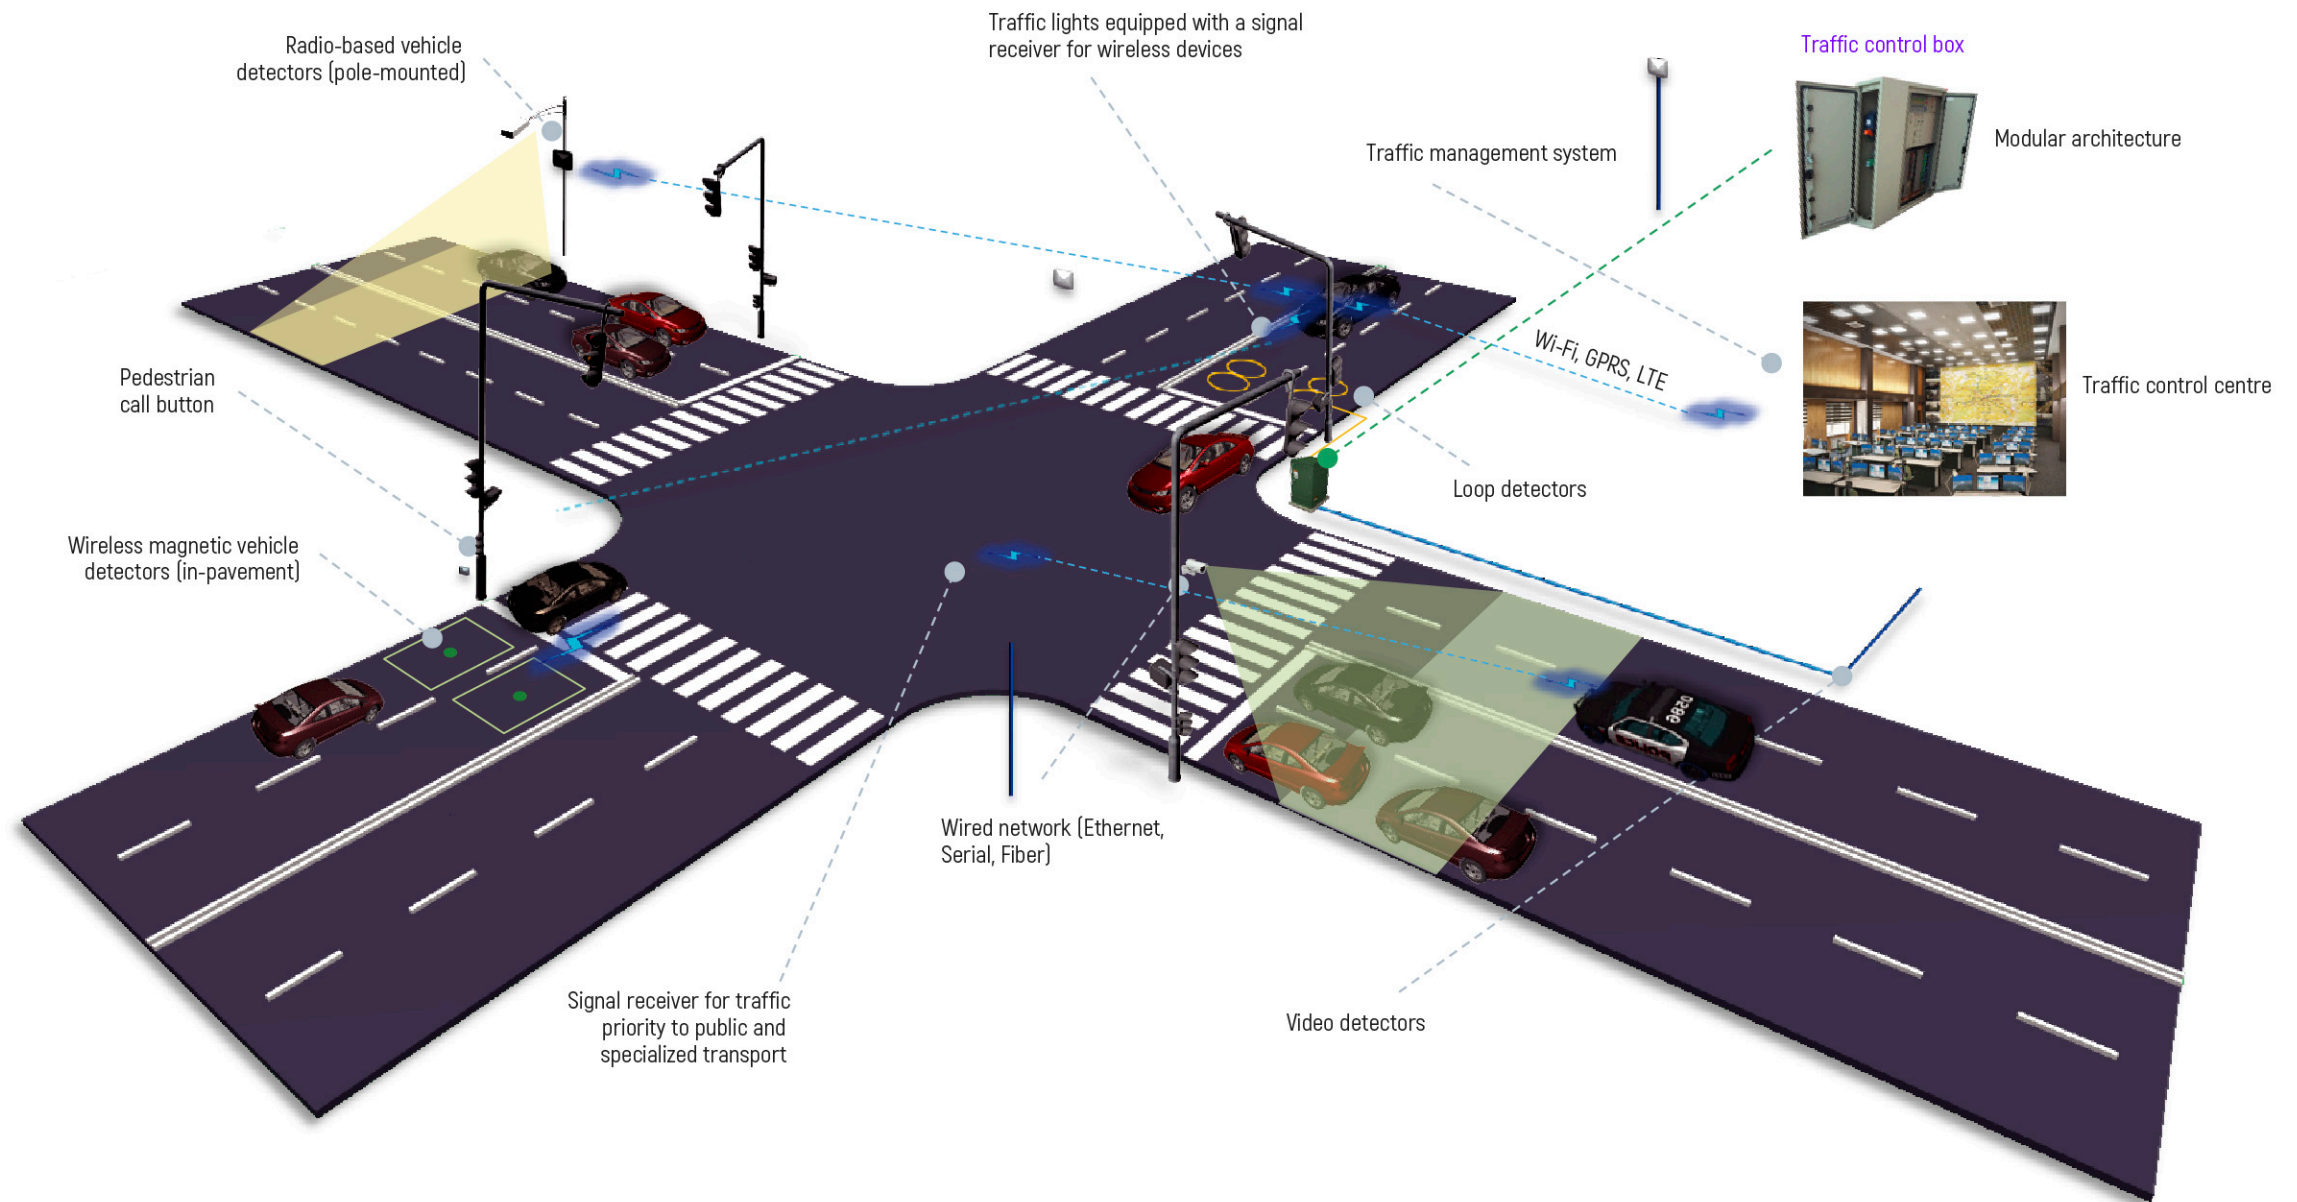 Traffic lights equipped with a signal
receiver for wireless devices
Radio-based vehicle
detectors (pole-mounted)
Traffic control box
Modular architecture
Traffic management system
Wi-Fi, GPRS, LTE
Pedestrian
call button
Traffic control centre
Loop detectors
Wireless magnetic vehicle
detectors (in-pavement)
Wired network (Ethernet,
Serial, Fiber)
Signal receiver for traffic
priority to public and
specialized transport
Video detectors